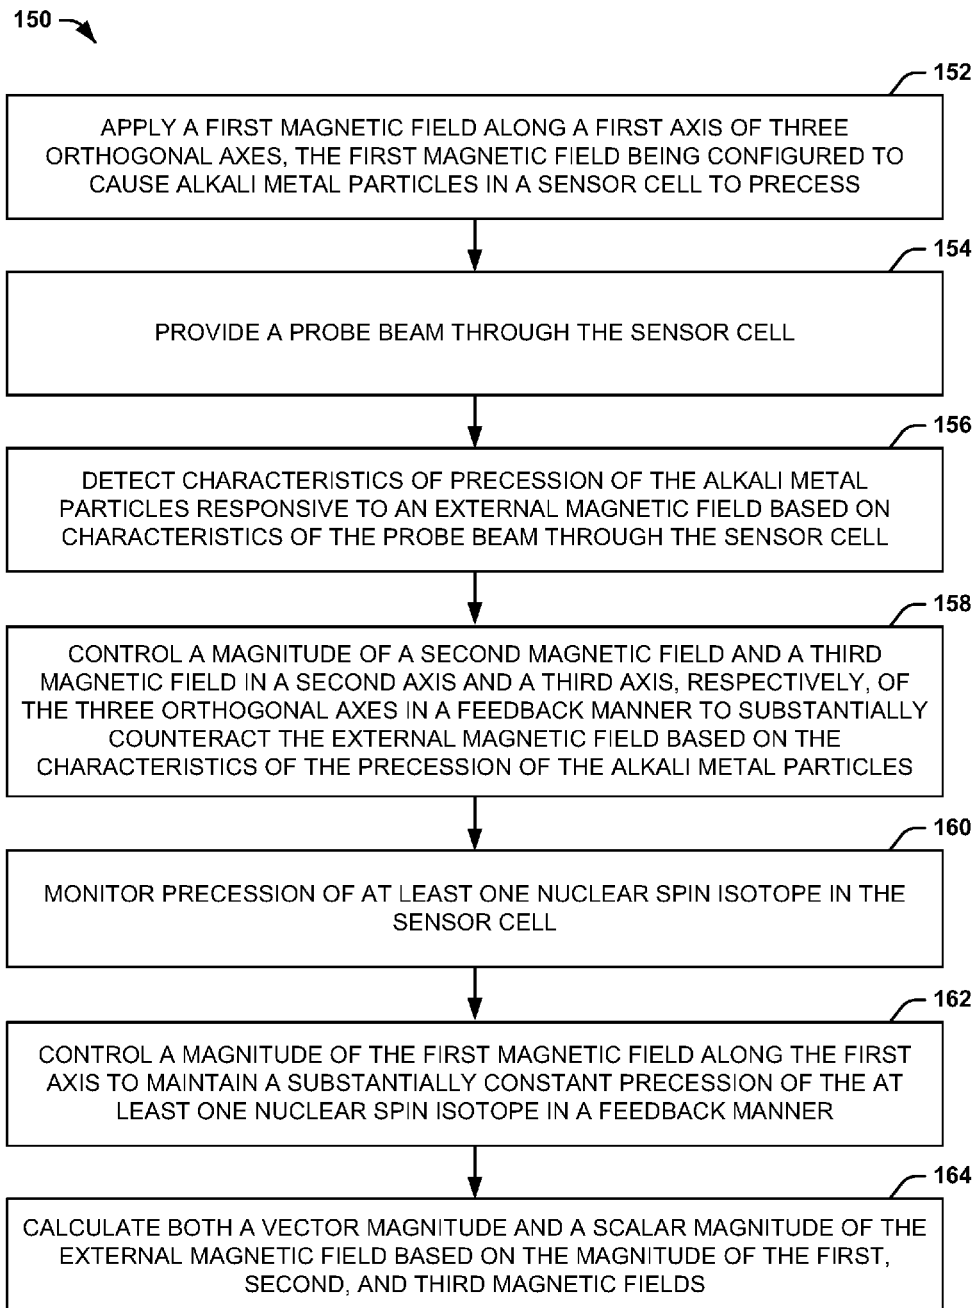 150
152
APPLY A FIRST MAGNETIC FIELD ALONG A FIRST AXIS OF THREE
ORTHOGONAL AXES, THE FIRST MAGNETIC FIELD BEING CONFIGURED TO
CAUSE ALKALI METAL PARTICLES IN A SENSOR CELL TO PRECESS
154
PROVIDE A PROBE BEAM THROUGH THE SENSOR CELL
156
DETECT CHARACTERISTICS OF PRECESSION OF THE ALKALI METAL
PARTICLES RESPONSIVE TO AN EXTERNAL MAGNETIC FIELD BASED ON
CHARACTERISTICS OF THE PROBE BEAM THROUGH THE SENSOR CELL
158
CONTROL A MAGNITUDE OF A SECOND MAGNETIC FIELD AND A THIRD
MAGNETIC FIELD IN A SECOND AXIS AND A THIRD AXIS, RESPECTIVELY, OF
THE THREE ORTHOGONAL AXES IN A FEEDBACK MANNER TO SUBSTANTIALLY
COUNTERACT THE EXTERNAL MAGNETIC FIELD BASED ON THE
CHARACTERISTICS OF THE PRECESSION OF THE ALKALI METAL PARTICLES
160
MONITOR PRECESSION OF AT LEAST ONE NUCLEAR SPIN ISOTOPE IN THE
SENSOR CELL
162
CONTROL A MAGNITUDE OF THE FIRST MAGNETIC FIELD ALONG THE FIRST
AXIS TO MAINTAIN A SUBSTANTIALLY CONSTANT PRECESSION OF THE AT
LEAST ONE NUCLEAR SPIN ISOTOPE IN A FEEDBACK MANNER
164
CALCULATE BOTH A VECTOR MAGNITUDE AND A SCALAR MAGNITUDE OF THE
EXTERNAL MAGNETIC FIELD BASED ON THE MAGNITUDE OF THE FIRST,
SECOND, AND THIRD MAGNETIC FIELDS